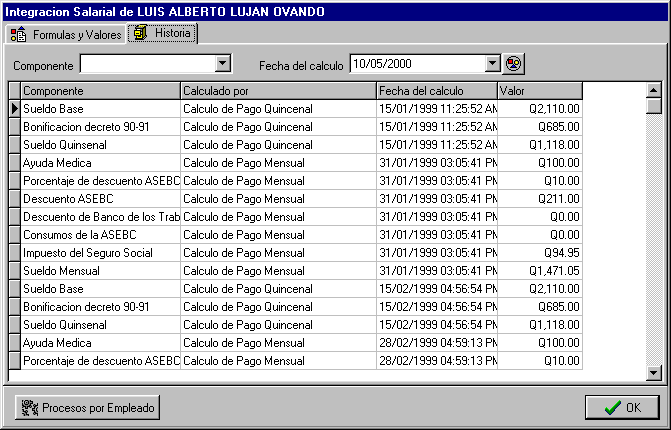 Integracion Salarial de LUIS ALBERTO LUJAN OVANDO
Formulas y Valores Historia
Componente Fecha del calculo 10/05/2000
Componente Calculado por Fecha del calculo Valor
Sueldo Base Calculo de Pago Quincenal 15/01/1999 11:25:52 AM Q2,110.00
Bonificacion decreto 90-91 Calculo de Pago Quincenal 15/01/1999 11:25:52 AM Q685.00
Sueldo Quinsenal Calculo de Pago Quincenal 15/01/1999 11:25:52 AM Q1,118.00
Ayuda Medica Calculo de Pago Mensual 31/01/1999 03:05:41 PM Q100.00
Porcentaje de descuento ASEBC Calculo de Pago Mensual 31/01/1999 03:05:41 PM Q10.00
Descuento ASEBC Calculo de Pago Mensual 31/01/1999 03:05:41 PM Q211.00
Descuento de Banco de los Trab Calculo de Pago Mensual 31/01/1999 03:05:41 PM Q0.00
Consumos de la ASEBC Calculo de Pago Mensual 31/01/1999 03:05:41 PM Q0.00
Impuesto del Seguro Social Calculo de Pago Mensual 31/01/1999 03:05:41 PM Q94.95
Sueldo Mensual Calculo de Pago Mensual 31/01/1999 03:05:41 PM Q1,471.05
Sueldo Base Calculo de Pago Quincenal 15/02/1999 04:56:54 PM Q2,110.00
Bonificacion decreto 90-91 Calculo de Pago Quincenal 15/02/1999 04:56:54 PM Q685.00
Sueldo Quinsenal Calculo de Pago Quincenal 15/02/1999 04:56:54 PM Q1,118.00
Ayuda Medica Calculo de Pago Mensual 28/02/1999 04:59:13 PM Q100.00
Porcentaje de descuento ASEBC Calculo de Pago Mensual 28/02/1999 04:59:13 PM Q10.00
Procesos por Empleado OK